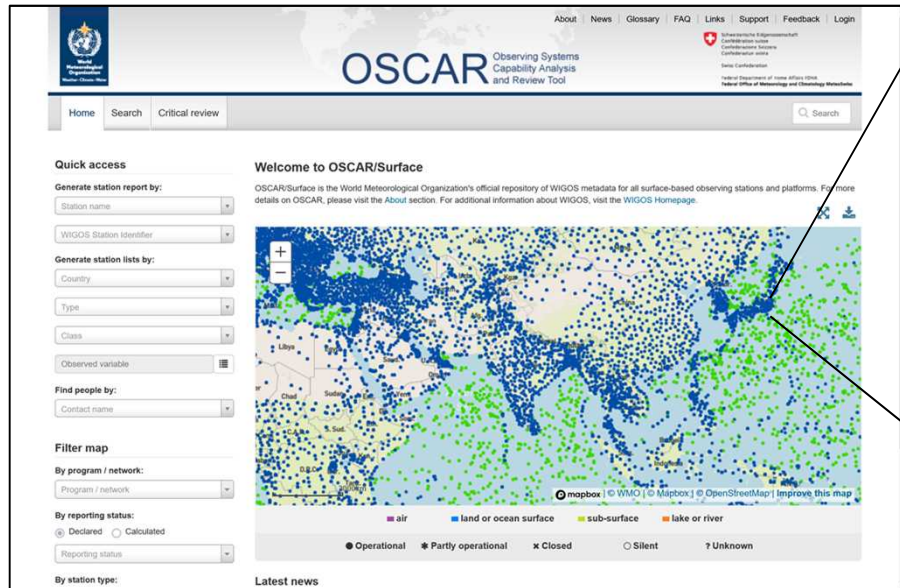 About News Glossary FAQ Links Support Feedback Login
World
Meteorological
Organization
Weather · Climate · Water
OSCAR
Observing Systems
Capability Analysis
and Review Tool
Schweizerische Eidgenossenschaft
Confédération suisse
Confederazione Svizzera
Confederaziun svizra
Swiss Confederation
Federal Department of Home Affairs FDHA
Federal Office of Meteorology and Climatology MeteoSwiss
Home Search Critical review
Search
Quick access
Generate station report by:
Station name
WIGOS Station Identifier
Generate station lists by:
Country
Type
Class
Observed variable
Find people by:
Contact name
Filter map
By program / network:
Program / network
By reporting status:
Declared Calculated
Reporting status
By station type:
Welcome to OSCAR/Surface
OSCAR/Surface is the World Meteorological Organization's official repository of WIGOS metadata for all surface-based observing stations and platforms. For more
details on OSCAR, please visit the About section. For additional information about WIGOS, visit the WIGOS Homepage.
+
−
Libya
Chad
Sudan
S. Sud.
C.A.R.
D.R.C.
Indonesia
mapbox | © WMO | © Mapbox | © OpenStreetMap | Improve this map
air land or ocean surface sub-surface lake or river
Operational Partly operational Closed Silent ? Unknown
Latest news